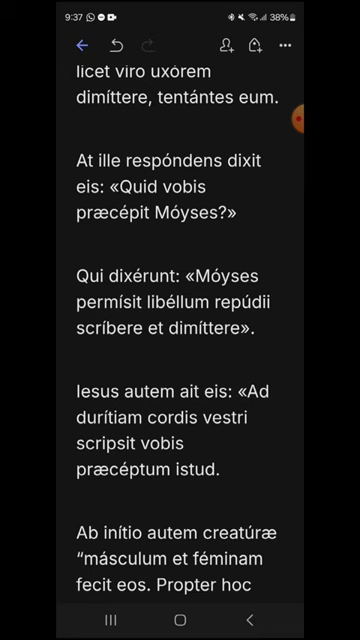 9:37
38%
licet viro uxórem
dimíttere, tentántes eum.
At ille respóndens dixit
eis: «Quid vobis
præcépit Móyses?»
Qui dixérunt: «Móyses
permísit libéllum repúdii
scríbere et dimíttere».
Iesus autem ait eis: «Ad
durítiam cordis vestri
scripsit vobis
præcéptum istud.
Ab inítio autem creatúræ
“másculum et féminam
fecit eos. Propter hoc